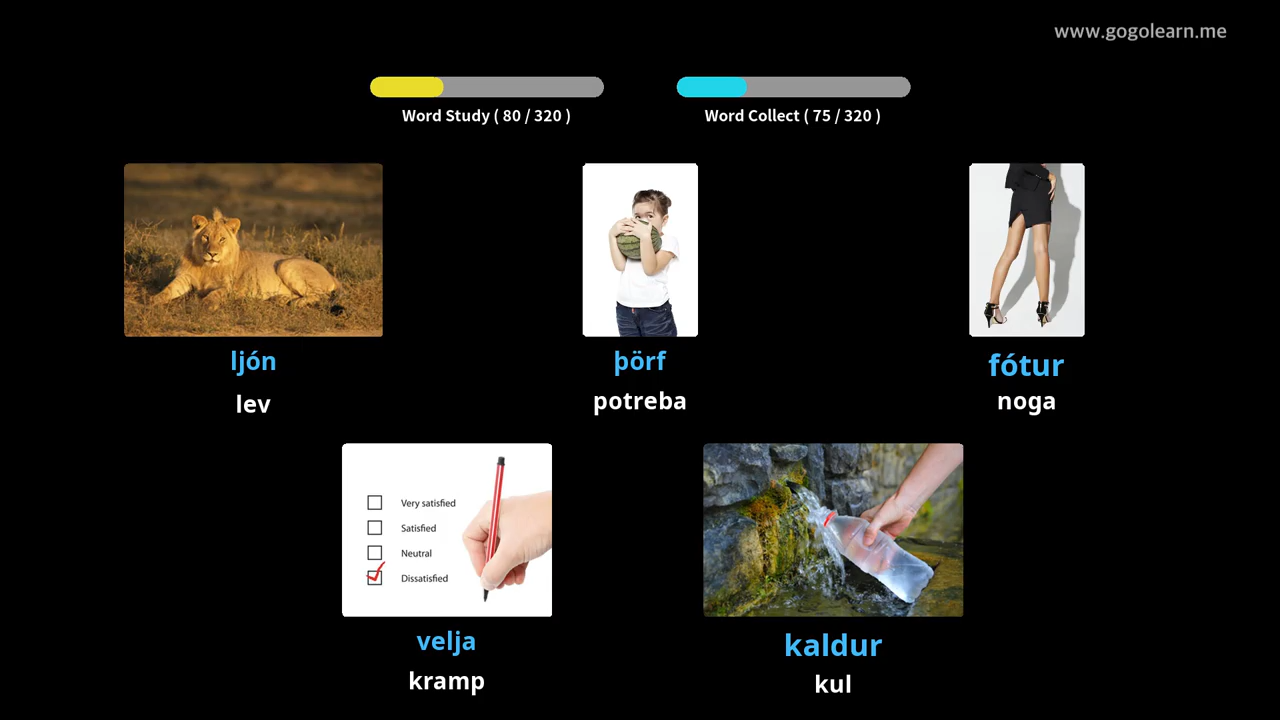 www.gogolearn.me
Word Study ( 80 / 320 )
Word Collect ( 75 / 320 )
ljón
lev
þörf
potreba
fótur
noga
Very satisfied
Satisfied
Neutral
Dissatisfied
velja
kramp
kaldur
kul